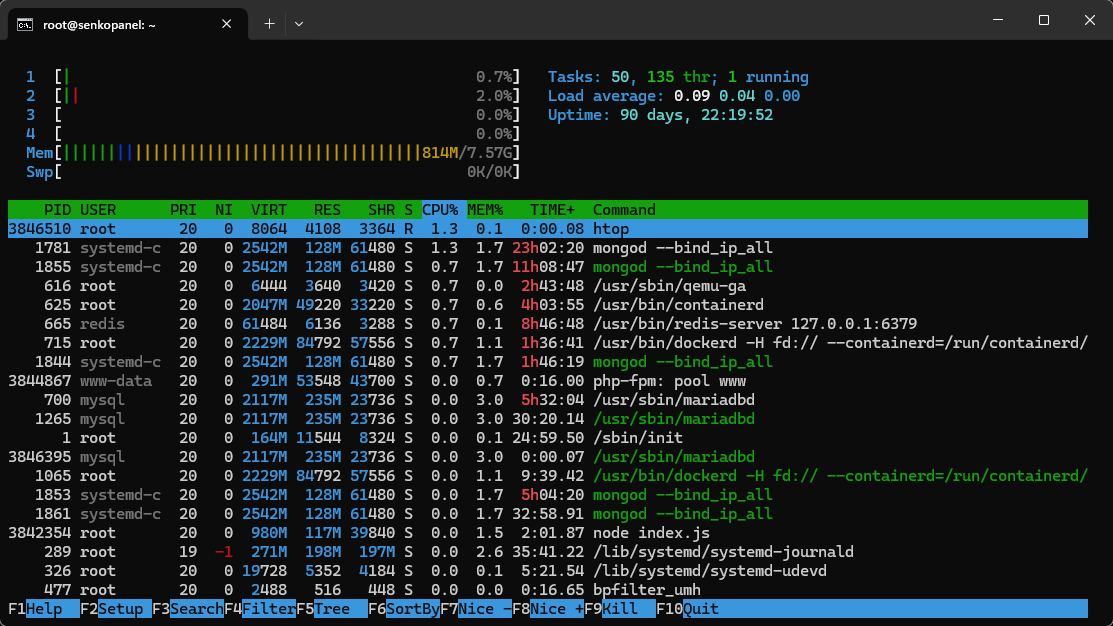 root@senkopanel: ~
1 [| 0.7%] Tasks: 50, 135 thr; 1 running
2 [|| 2.0%] Load average: 0.09 0.04 0.00
3 [ 0.0%] Uptime: 90 days, 22:19:52
4 [ 0.0%]
Mem[||||||||||||||||||||||||||||||||||||||||814M/7.57G]
Swp[ 0K/0K]
PID USER PRI NI VIRT RES SHR S CPU% MEM% TIME+ Command
3846510 root 20 0 8064 4108 3364 R 1.3 0.1 0:00.08 htop
1781 systemd-c 20 0 2542M 128M 61480 S 1.3 1.7 23h02:20 mongod --bind_ip_all
1855 systemd-c 20 0 2542M 128M 61480 S 0.7 1.7 11h08:47 mongod --bind_ip_all
616 root 20 0 6444 3640 3420 S 0.7 0.0 2h43:48 /usr/sbin/qemu-ga
625 root 20 0 2047M 49220 33220 S 0.7 0.6 4h03:55 /usr/bin/containerd
665 redis 20 0 61484 6136 3288 S 0.7 0.1 8h46:48 /usr/bin/redis-server 127.0.0.1:6379
715 root 20 0 2229M 84792 57556 S 0.7 1.1 1h36:41 /usr/bin/dockerd -H fd:// --containerd=/run/containerd/
1844 systemd-c 20 0 2542M 128M 61480 S 0.7 1.7 1h46:19 mongod --bind_ip_all
3844867 www-data 20 0 291M 53548 43700 S 0.0 0.7 0:16.00 php-fpm: pool www
700 mysql 20 0 2117M 235M 23736 S 0.0 3.0 5h32:04 /usr/sbin/mariadbd
1265 mysql 20 0 2117M 235M 23736 S 0.0 3.0 30:20.14 /usr/sbin/mariadbd
1 root 20 0 164M 11544 8324 S 0.0 0.1 24:59.50 /sbin/init
3846395 mysql 20 0 2117M 235M 23736 S 0.0 3.0 0:00.07 /usr/sbin/mariadbd
1065 root 20 0 2229M 84792 57556 S 0.0 1.1 9:39.42 /usr/bin/dockerd -H fd:// --containerd=/run/containerd/
1853 systemd-c 20 0 2542M 128M 61480 S 0.0 1.7 5h04:20 mongod --bind_ip_all
1861 systemd-c 20 0 2542M 128M 61480 S 0.0 1.7 32:58.91 mongod --bind_ip_all
3842354 root 20 0 980M 117M 39840 S 0.0 1.5 2:01.87 node index.js
289 root 19 -1 271M 198M 197M S 0.0 2.6 35:41.22 /lib/systemd/systemd-journald
326 root 20 0 19728 5352 4184 S 0.0 0.1 5:21.54 /lib/systemd/systemd-udevd
477 root 20 0 2488 516 448 S 0.0 0.0 0:16.65 bpfilter_umh
F1Help F2Setup F3SearchF4FilterF5Tree F6SortByF7Nice -F8Nice +F9Kill F10Quit